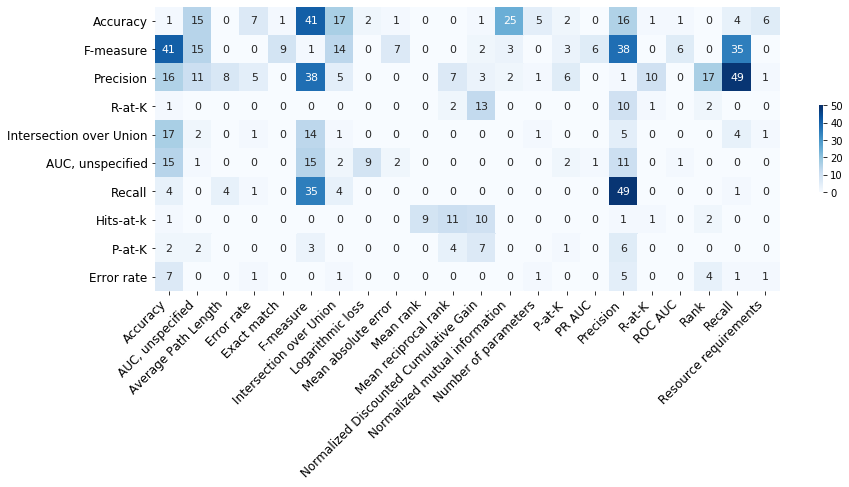 Accuracy 1 15 0 7 1 41 17 2 1 0 0 1 25 5 2 0 16 1 1 0 4 6
F-measure 41 15 0 0 9 1 14 0 7 0 0 2 3 0 3 6 38 0 6 0 35 0
Precision 16 11 8 5 0 38 5 0 0 0 7 3 2 1 6 0 1 10 0 17 49 1
R-at-K 1 0 0 0 0 0 0 0 0 0 2 13 0 0 0 0 10 1 0 2 0 0
Intersection over Union 17 2 0 1 0 14 1 0 0 0 0 0 0 1 0 0 5 0 0 0 4 1
AUC, unspecified 15 1 0 0 0 15 2 9 2 0 0 0 0 0 2 1 11 0 1 0 0 0
Recall 4 0 4 1 0 35 4 0 0 0 0 0 0 0 0 0 49 0 0 0 1 0
Hits-at-k 1 0 0 0 0 0 0 0 0 9 11 10 0 0 0 0 1 1 0 2 0 0
P-at-K 2 2 0 0 0 3 0 0 0 0 4 7 0 0 1 0 6 0 0 0 0 0
Error rate 7 0 0 1 0 0 1 0 0 0 0 0 0 1 0 0 5 0 0 4 1 1
Accuracy
AUC, unspecified
Average Path Length
Error rate
Exact match
F-measure
Intersection over Union
Logarithmic loss
Mean absolute error
Mean rank
Mean reciprocal rank
Normalized Discounted Cumulative Gain
Normalized mutual information
Number of parameters
P-at-K
PR AUC
Precision
R-at-K
ROC AUC
Rank
Recall
Resource requirements
50
40
30
20
10
0